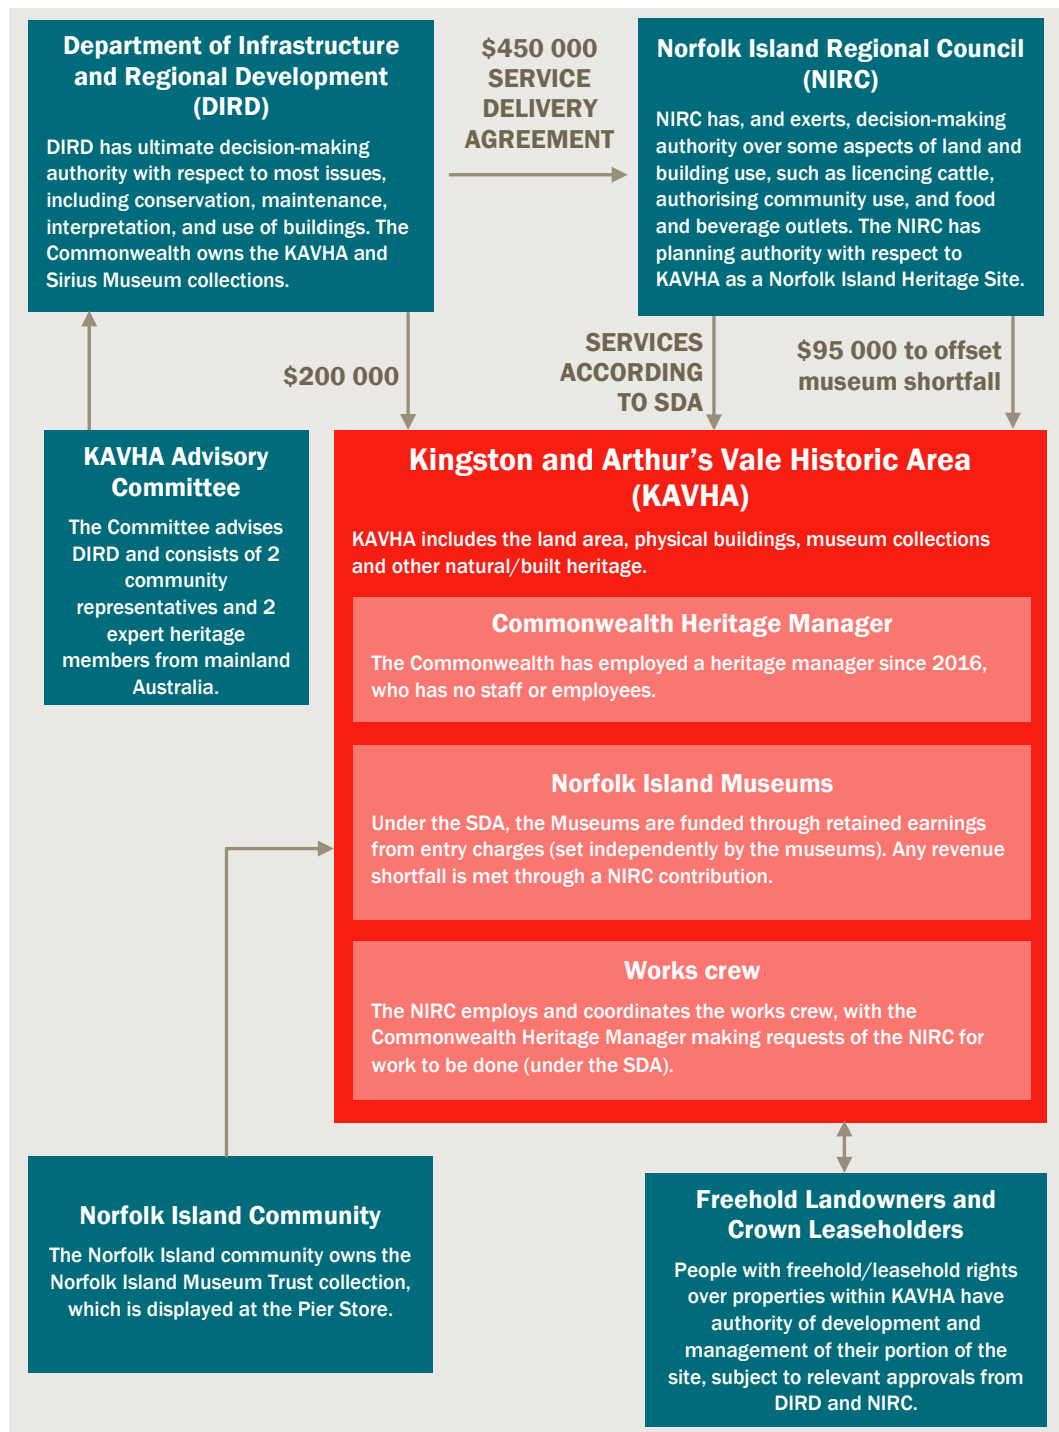 Department of Infrastructure
and Regional Development
(DIRD)
DIRD has ultimate decision-making
authority with respect to most issues,
including conservation, maintenance,
interpretation, and use of buildings. The
Commonwealth owns the KAVHA and
Sirius Museum collections.
$450 000
SERVICE
DELIVERY
AGREEMENT
Norfolk Island Regional Council
(NIRC)
NIRC has, and exerts, decision-making
authority over some aspects of land and
building use, such as licencing cattle,
authorising community use, and food
and beverage outlets. The NIRC has
planning authority with respect to
KAVHA as a Norfolk Island Heritage Site.
$200 000
SERVICES
ACCORDING
TO SDA
$95 000 to offset
museum shortfall
KAVHA Advisory
Committee
The Committee advises
DIRD and consists of 2
community
representatives and 2
expert heritage
members from mainland
Australia.
Kingston and Arthur’s Vale Historic Area
(KAVHA)
KAVHA includes the land area, physical buildings, museum collections
and other natural/built heritage.
Commonwealth Heritage Manager
The Commonwealth has employed a heritage manager since 2016,
who has no staff or employees.
Norfolk Island Museums
Under the SDA, the Museums are funded through retained earnings
from entry charges (set independently by the museums). Any revenue
shortfall is met through a NIRC contribution.
Works crew
The NIRC employs and coordinates the works crew, with the
Commonwealth Heritage Manager making requests of the NIRC for
work to be done (under the SDA).
Norfolk Island Community
The Norfolk Island community owns the
Norfolk Island Museum Trust collection,
which is displayed at the Pier Store.
Freehold Landowners and
Crown Leaseholders
People with freehold/leasehold rights
over properties within KAVHA have
authority of development and
management of their portion of the
site, subject to relevant approvals from
DIRD and NIRC.